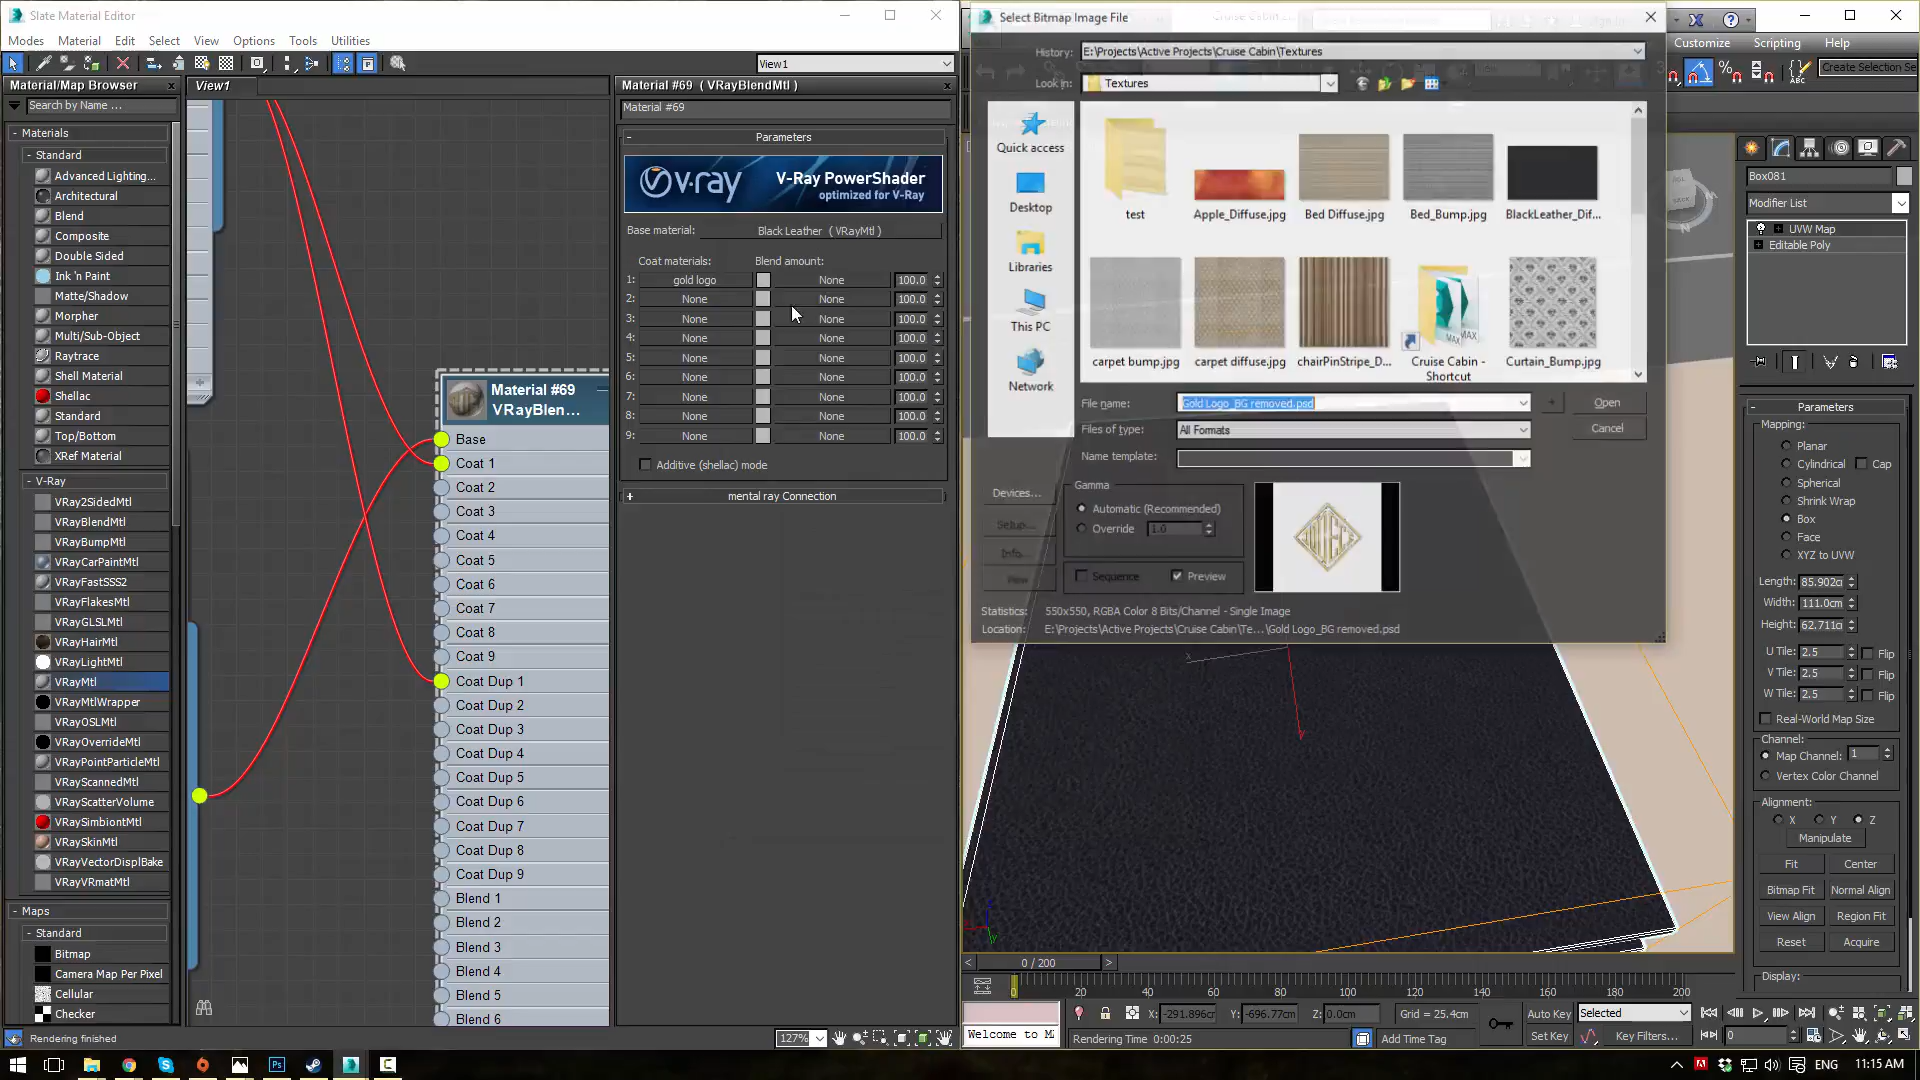 Slate Material Editor
Modes Material Edit Select View Options Tools Utilities
View1
Material/Map Browser
Search by Name ...
- Materials
- Standard
Advanced Lighting...
Architectural
Blend
Composite
Double Sided
Ink 'n Paint
Matte/Shadow
Morpher
Multi/Sub-Object
Raytrace
Shell Material
Shellac
Standard
Top/Bottom
XRef Material
- V-Ray
VRay2SidedMtl
VRayBlendMtl
VRayBumpMtl
VRayCarPaintMtl
VRayFastSSS2
VRayFlakesMtl
VRayGLSLMtl
VRayHairMtl
VRayLightMtl
VRayMtl
VRayMtlWrapper
VRayOSLMtl
VRayOverrideMtl
VRayPointParticleMtl
VRayScannedMtl
VRayScatterVolume
VRaySimbiontMtl
VRaySkinMtl
VRayVectorDisplBake
VRayVRmatMtl
- Maps
- Standard
Bitmap
Camera Map Per Pixel
Cellular
Checker
Rendering finished
View1
Material #69
VRayBlen...
Base
Coat 1
Coat 2
Coat 3
Coat 4
Coat 5
Coat 6
Coat 7
Coat 8
Coat 9
Coat Dup 1
Coat Dup 2
Coat Dup 3
Coat Dup 4
Coat Dup 5
Coat Dup 6
Coat Dup 7
Coat Dup 8
Coat Dup 9
Blend 1
Blend 2
Blend 3
Blend 4
Blend 5
Blend 6
127%
Material #69 ( VRayBlendMtl )
Material #69
- Parameters
v-ray V-Ray PowerShader
optimized for V-Ray
Base material: Black Leather ( VRayMtl )
Coat materials: Blend amount:
1: gold logo None 100.0
2: None None 100.0
3: None None 100.0
4: None None 100.0
5: None None 100.0
6: None None 100.0
7: None None 100.0
8: None None 100.0
9: None None 100.0
Additive (shellac) mode
+ mental ray Connection
Select Bitmap Image File
History: E:\Projects\Active Projects\Cruise Cabin\Textures
Look in: Textures
Quick access
Desktop
Libraries
This PC
Network
test
Apple_Diffuse.jpg
Bed Diffuse.jpg
Bed_Bump.jpg
BlackLeather_Dif...
carpet bump.jpg
carpet diffuse.jpg
chairPinStripe_D...
Cruise Cabin -
Shortcut
Curtain_Bump.jpg
File name: Gold Logo_BG removed.psd
Open
Files of type: All Formats
Cancel
Name template:
Devices...
Setup...
Info...
View
Gamma
Automatic (Recommended)
Override 1.0
Sequence Preview
Statistics: 550x550, RGBA Color 8 Bits/Channel - Single Image
Location: E:\Projects\Active Projects\Cruise Cabin\Te...\Gold Logo_BG removed.psd
Customize Scripting Help
Create Selection Se
Box081
Modifier List
UVW Map
Editable Poly
- Parameters
Mapping:
Planar
Cylindrical Cap
Spherical
Shrink Wrap
Box
Face
XYZ to UVW
Length: 85.902c
Width: 111.0cm
Height: 62.711c
U Tile: 2.5 Flip
V Tile: 2.5 Flip
W Tile: 2.5 Flip
Real-World Map Size
Channel:
Map Channel: 1
Vertex Color Channel
Alignment:
X Y Z
Manipulate
Fit Center
Bitmap Fit Normal Align
View Align Region Fit
Reset Acquire
Display:
x
y
z
y
< 0 / 200 >
0 20 40 60 80 100 120 140 160 180 200
X: -291.896cm Y: -696.77cm Z: 0.0cm Grid = 25.4cm
Auto Key Selected
Welcome to M
Rendering Time 0:00:25
Add Time Tag
Set Key Key Filters... 0
ENG 11:15 AM